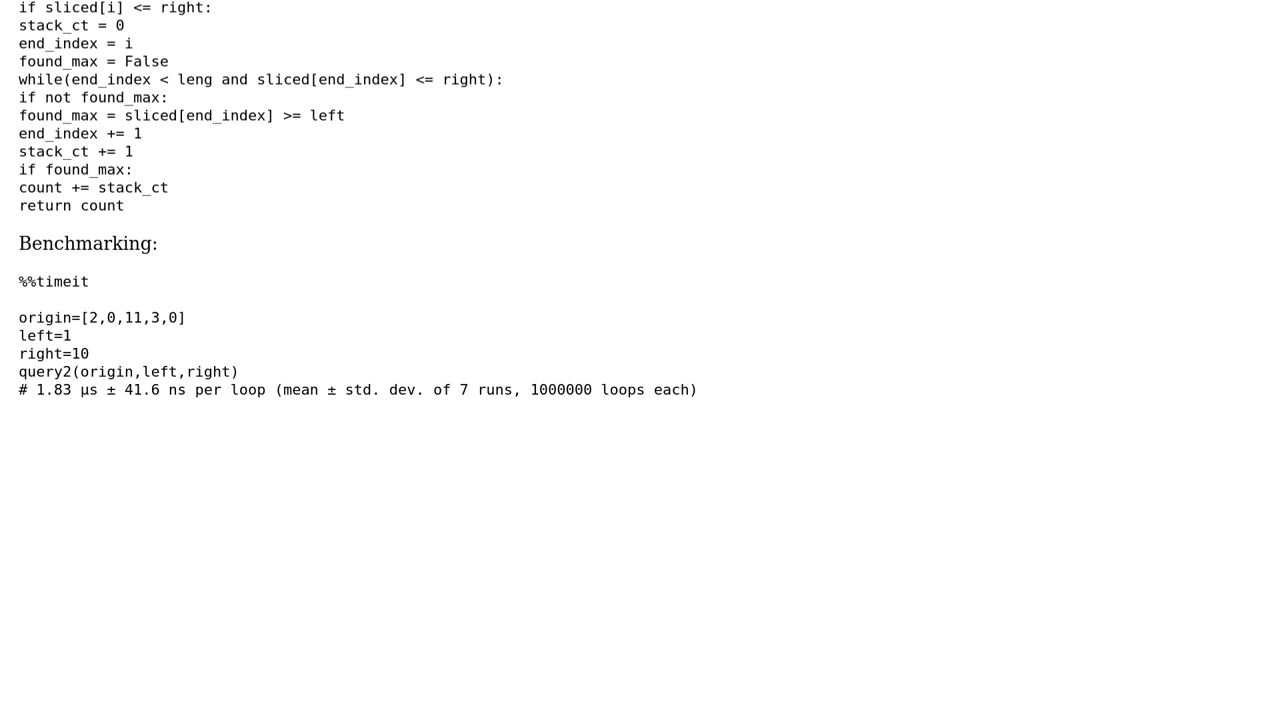 if sliced[i] <= right:
stack_ct = 0
end_index = i
found_max = False
while(end_index < leng and sliced[end_index] <= right):
if not found_max:
found_max = sliced[end_index] >= left
end_index += 1
stack_ct += 1
if found_max:
count += stack_ct
return count
Benchmarking:
%%timeit
origin=[2,0,11,3,0]
left=1
right=10
query2(origin,left,right)
# 1.83 µs ± 41.6 ns per loop (mean ± std. dev. of 7 runs, 1000000 loops each)